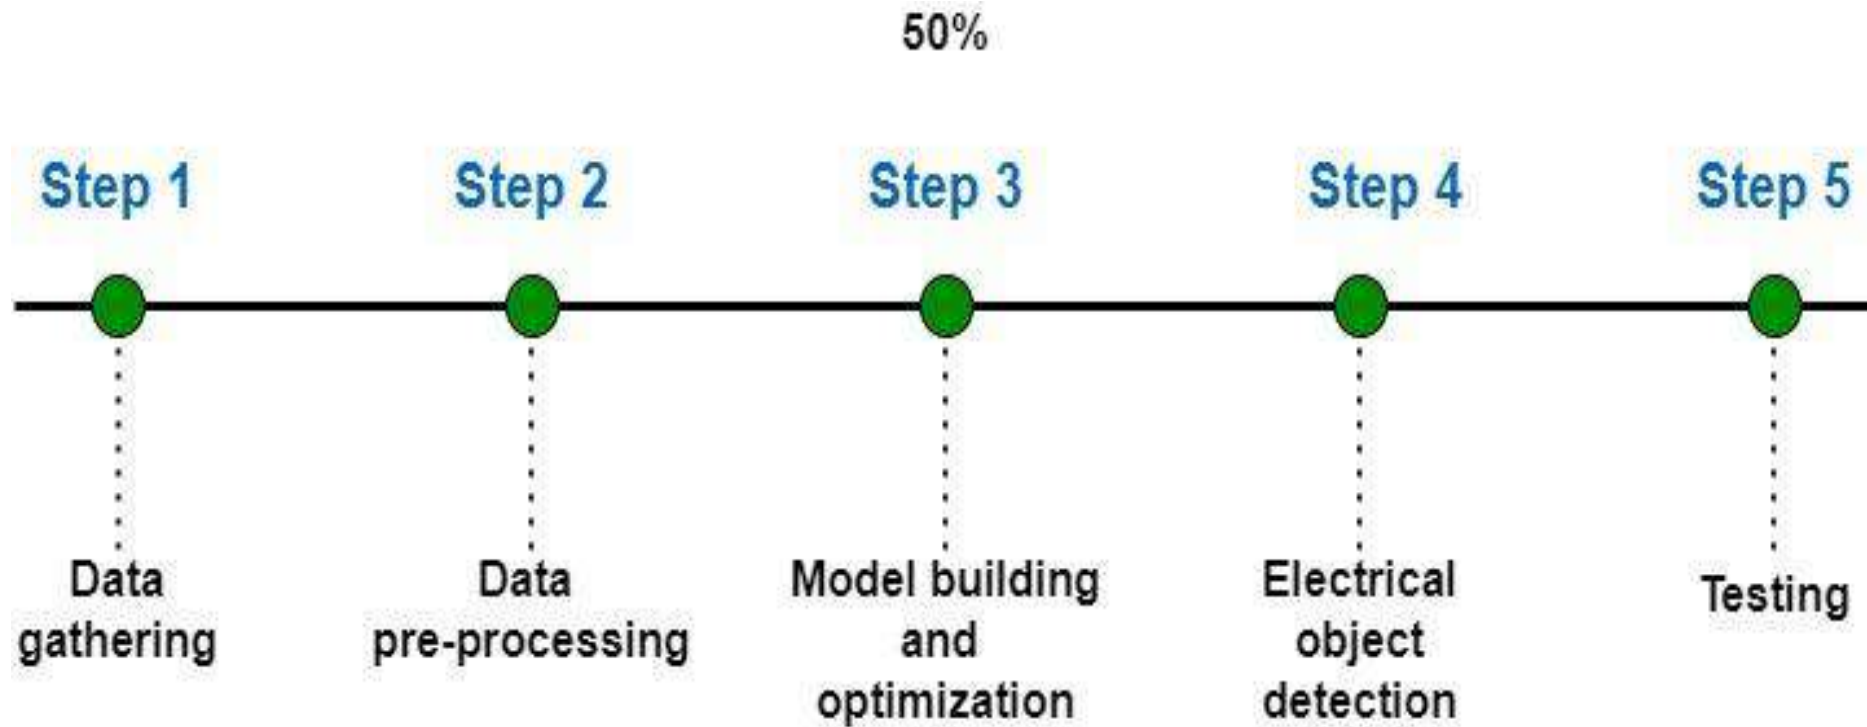 50%
Step 1
Step 2
Step 3
Step 4
Step 5
Data
gathering
Data
pre-processing
Model building
and
optimization
Electrical
object
detection
Testing